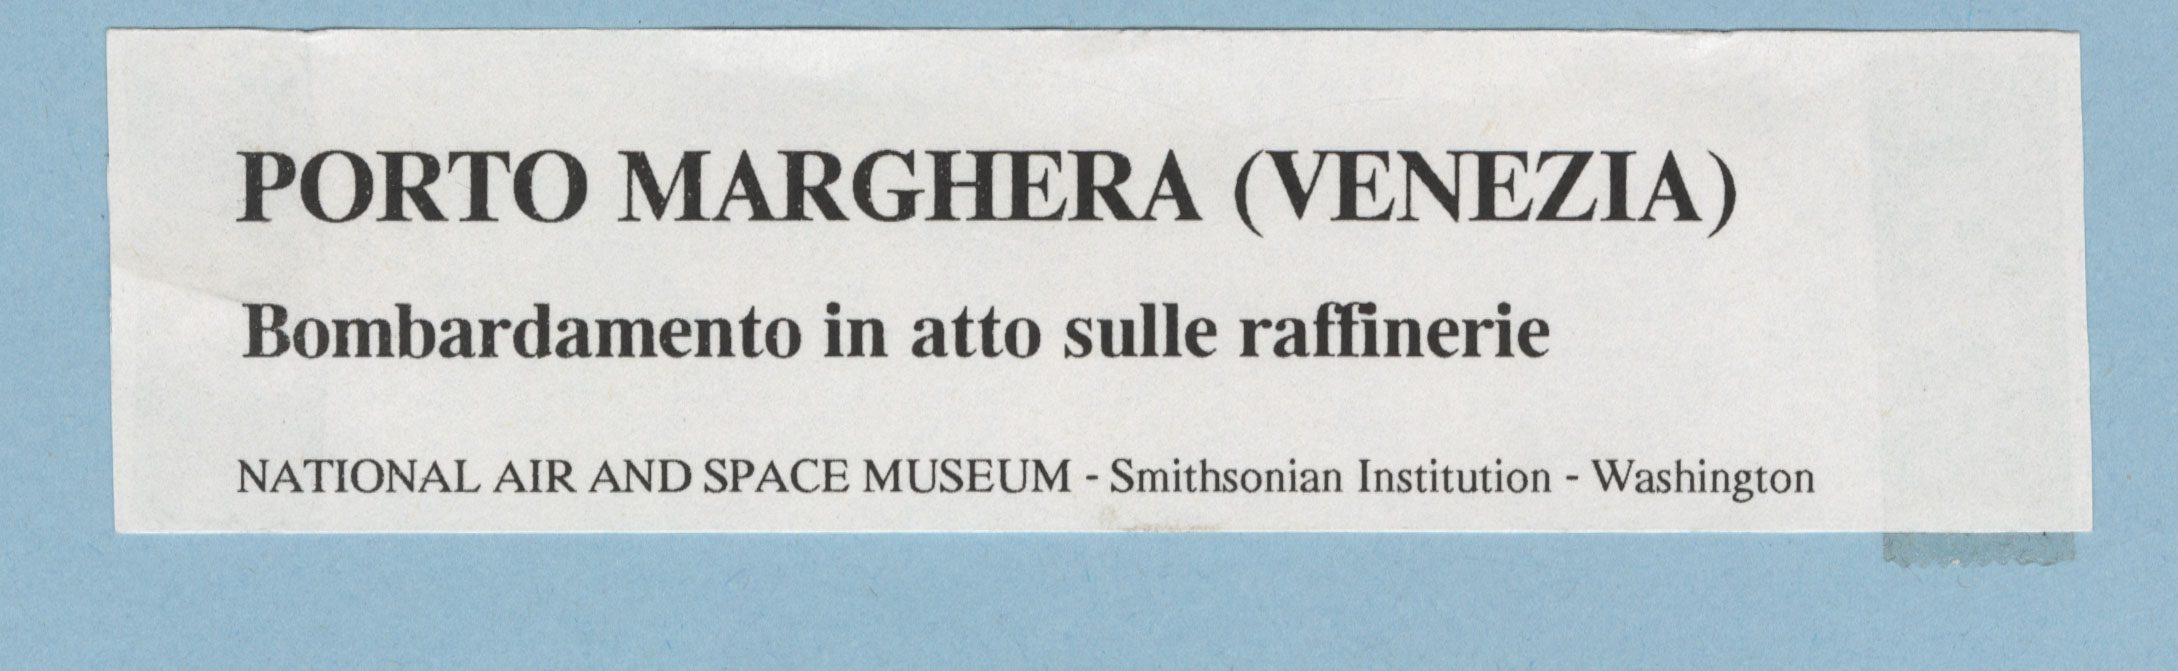 PORTO MARGHERA (VENEZIA)
Bombardamento in atto sulle raffinerie
NATIONAL AIR AND SPACE MUSEUM - Smithsonian Institution - Washington